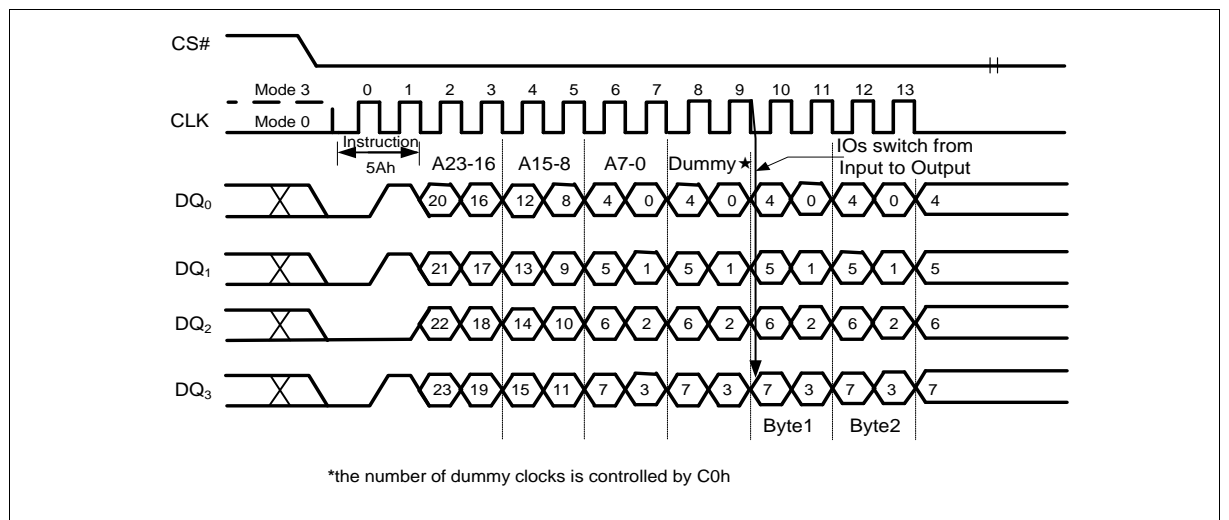 CS#
Mode 3 0 1 2 3 4 5 6 7 8 9 10 11 12 13
CLK Mode 0
Instruction
5Ah
A23-16 A15-8 A7-0 Dummy★
IOs switch from
Input to Output
DQ0 20 16 12 8 4 0 4 0 4 0 4 0 4
DQ1 21 17 13 9 5 1 5 1 5 1 5 1 5
DQ2 22 18 14 10 6 2 6 2 6 2 6 2 6
DQ3 23 19 15 11 7 3 7 3 7 3 7 3 7
Byte1 Byte2
*the number of dummy clocks is controlled by C0h